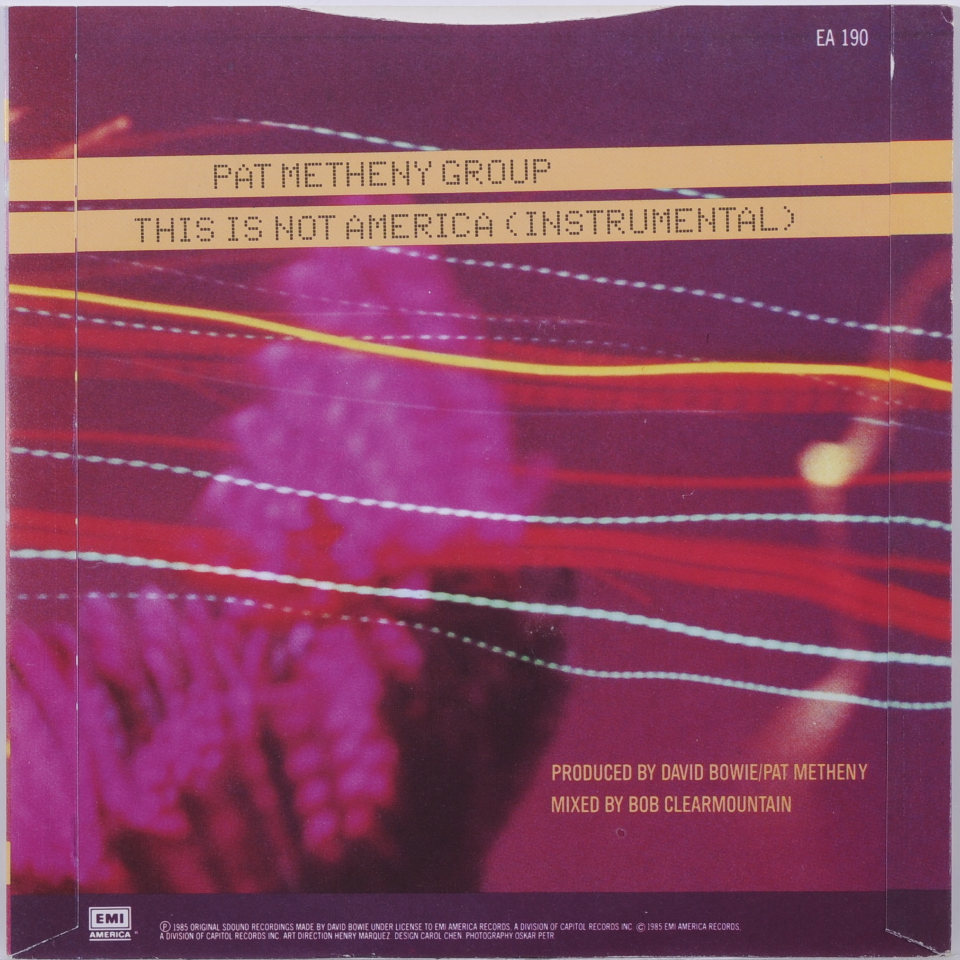 EA 190
PAT METHENY GROUP
THIS IS NOT AMERICA (INSTRUMENTAL)
PRODUCED BY DAVID BOWIE/PAT METHENY
MIXED BY BOB CLEARMOUNTAIN
EMI
AMERICA
Ⓟ 1985 ORIGINAL SDOUND RECORDINGS MADE BY DAVID BOWIE UNDER LICENSE TO EMI AMERICA RECORDS. A DIVISION OF CAPITOL RECORDS INC. © 1985 EMI AMERICA RECORDS,
A DIVISION OF CAPITOL RECORDS INC. ART DIRECTION HENRY MARQUEZ DESIGN CAROL CHEN PHOTOGRAPHY OSKAR PETR